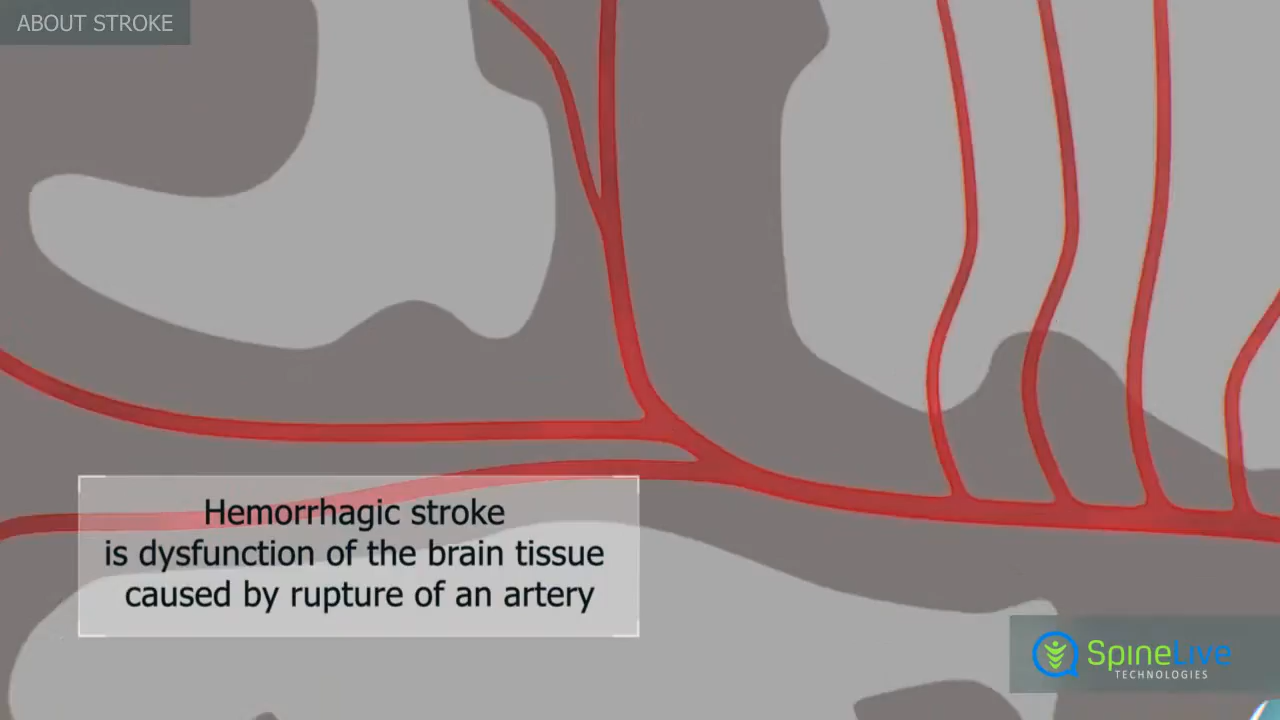 ABOUT STROKE
Hemorrhagic stroke
is dysfunction of the brain tissue
caused by rupture of an artery
SpineLive
TECHNOLOGIES